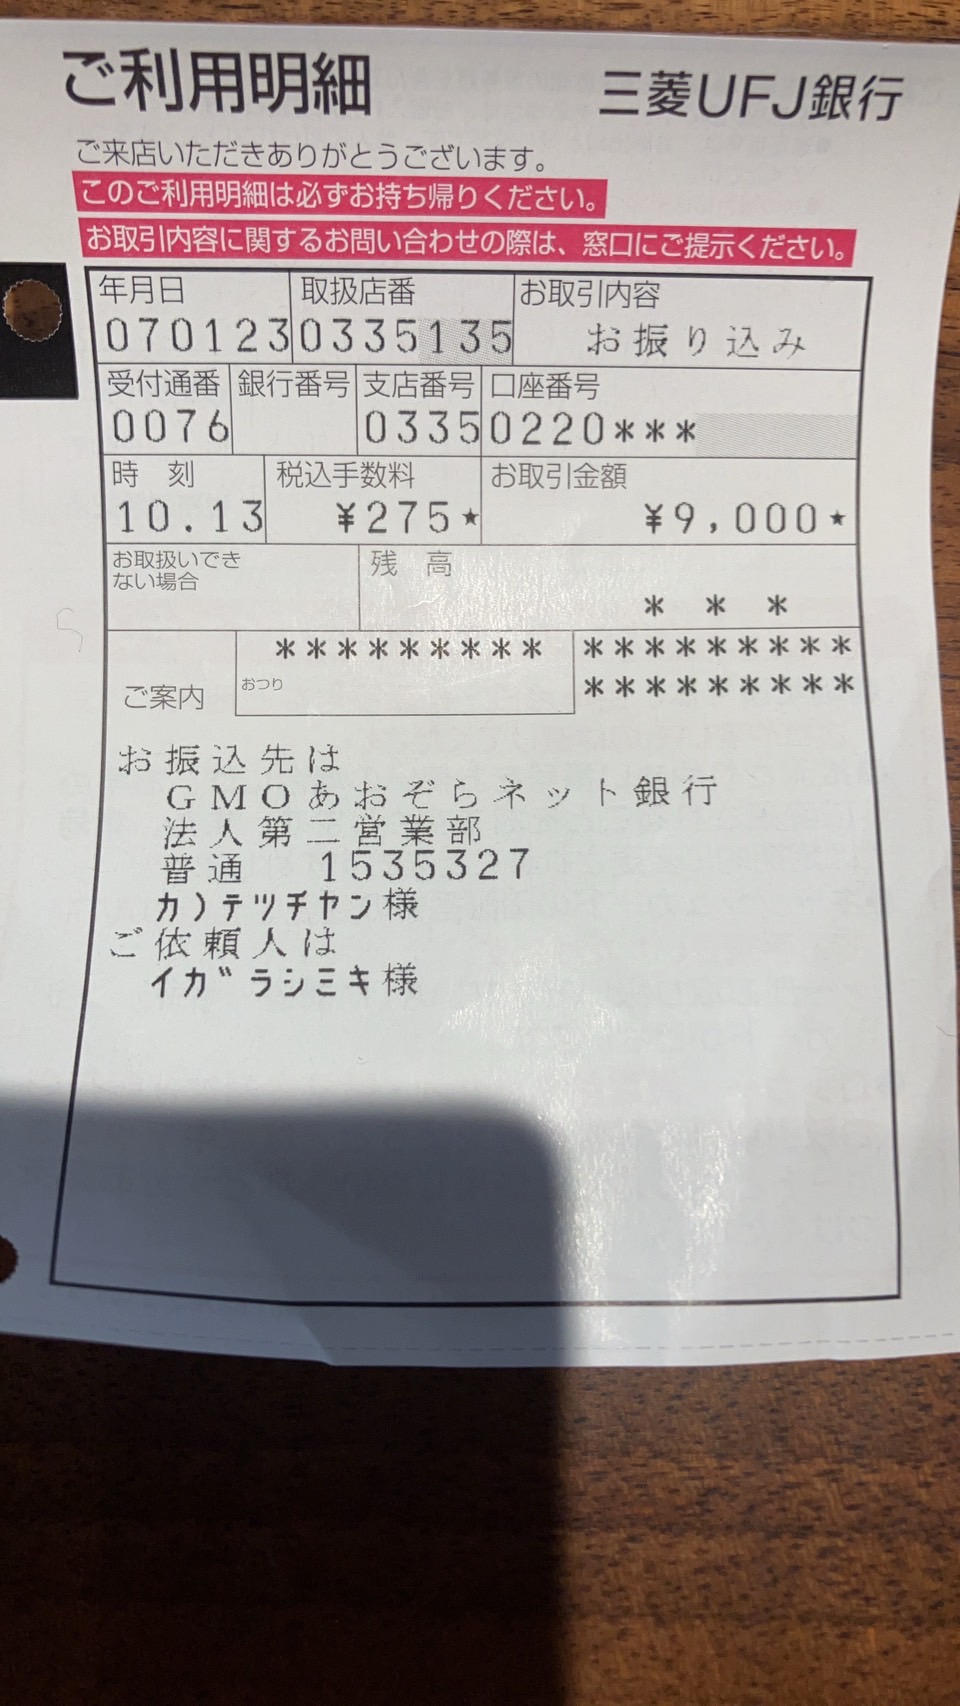 ご利用明細 三菱UFJ銀行
ご来店いただきありがとうございます。
このご利用明細は必ずお持ち帰りください。
お取引内容に関するお問い合わせの際は、窓口にご提示ください。
年月日 取扱店番 お取引内容
070123 0335135 お振り込み
受付通番 銀行番号 支店番号 口座番号
0076 0335 0220***
時 刻 税込手数料 お取引金額
10.13 ¥275★ ¥9,000★
お取扱いでき 残 高
ない場合
* * *
********* *********
おつり *********
ご案内
お振込先は
GMOあおぞらネット銀行
法人第二営業部
普通 1535327
カ)テツチヤン様
ご依頼人は
イガラシミキ様